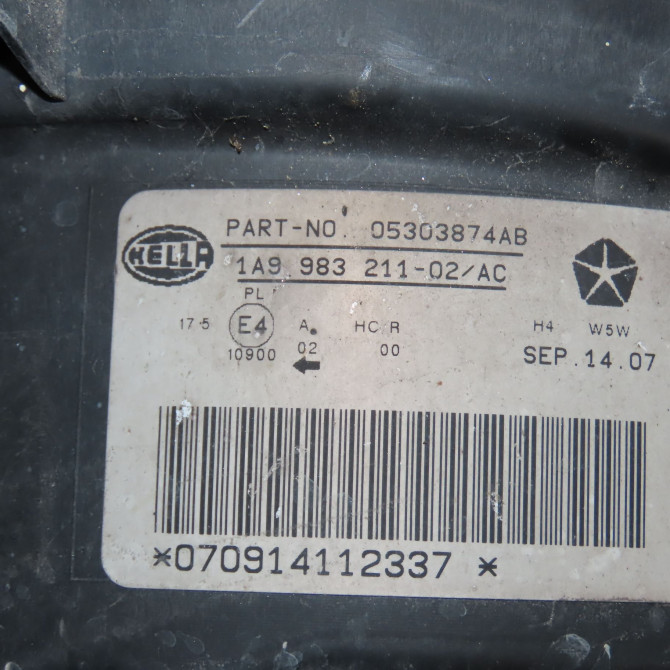 HELLA
PART-NO. 05303874AB
1A9 983 211-02/AC
PL
17.5 E4 A HC/R H4 W5W
10900 02 00 SEP.14.07
*070914112337 *